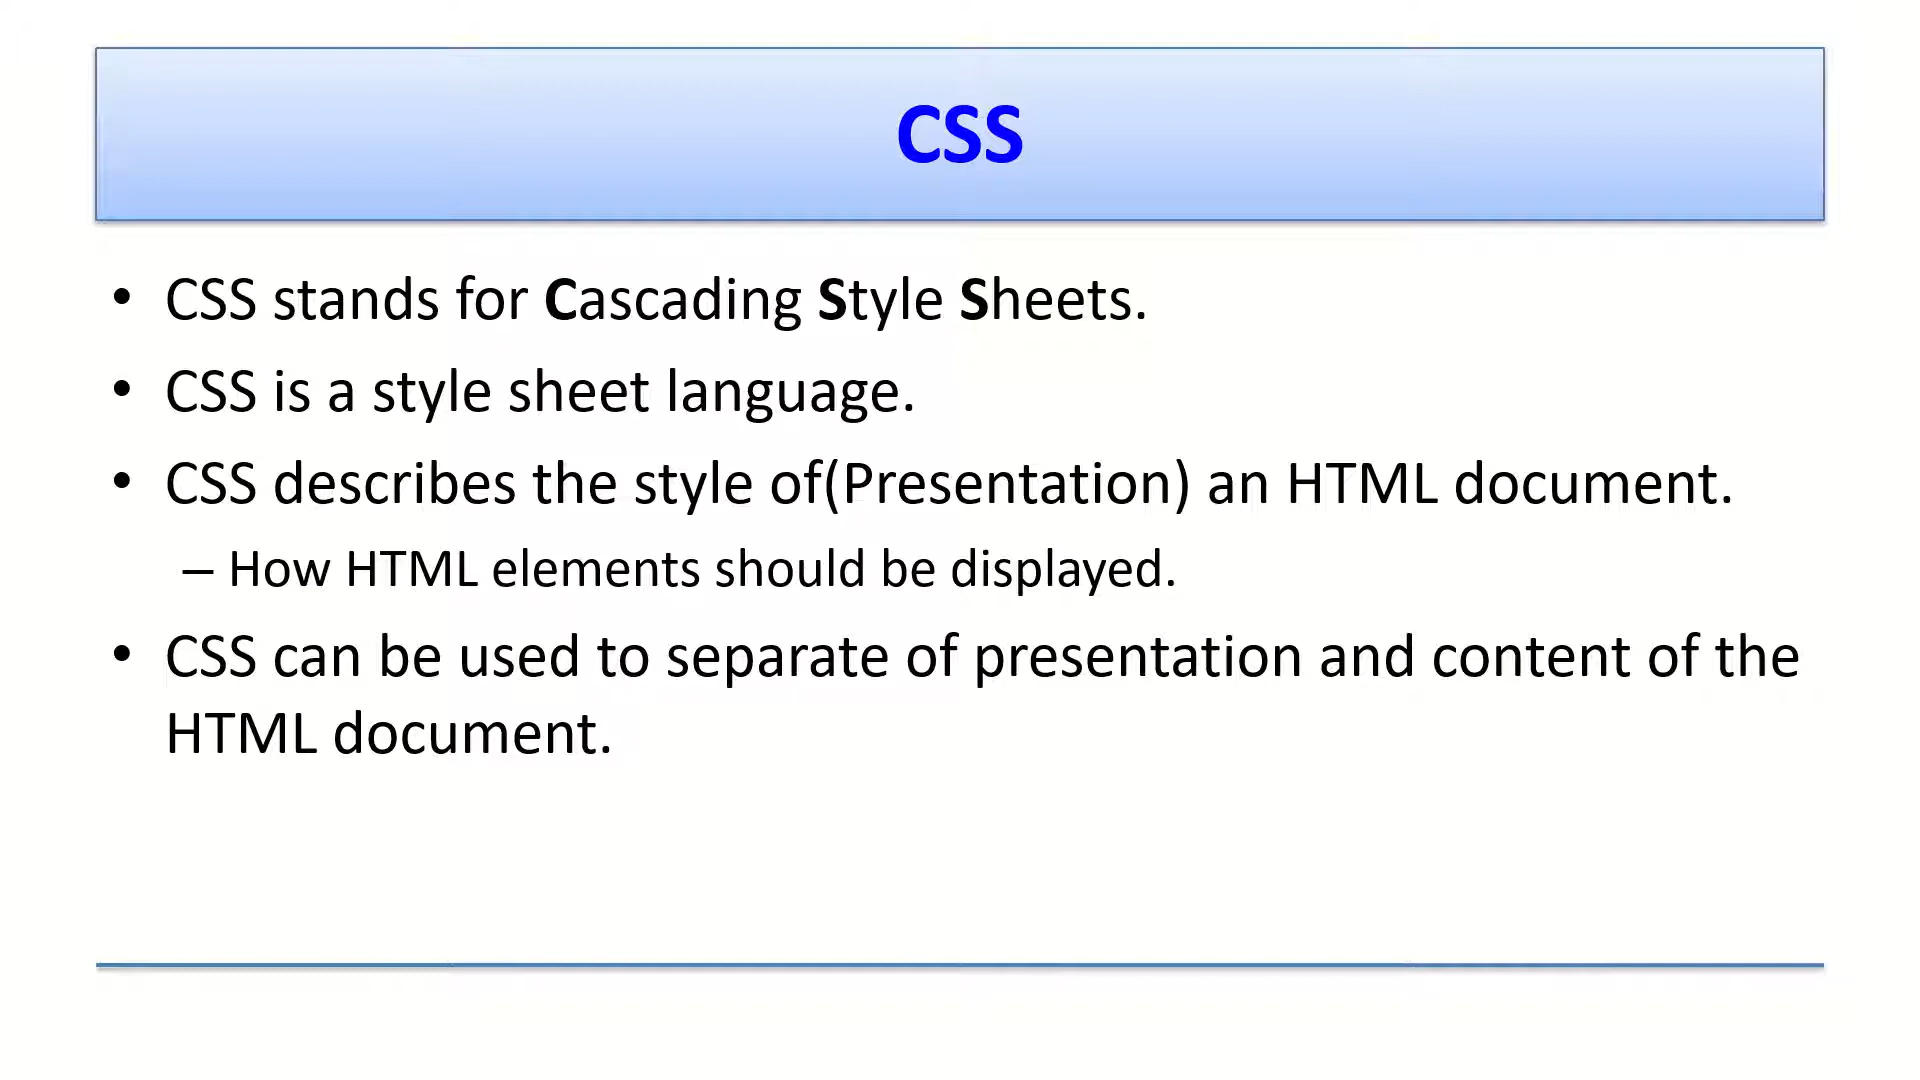 CSS
• CSS stands for Cascading Style Sheets.
• CSS is a style sheet language.
• CSS describes the style of(Presentation) an HTML document.
– How HTML elements should be displayed.
• CSS can be used to separate of presentation and content of the
HTML document.